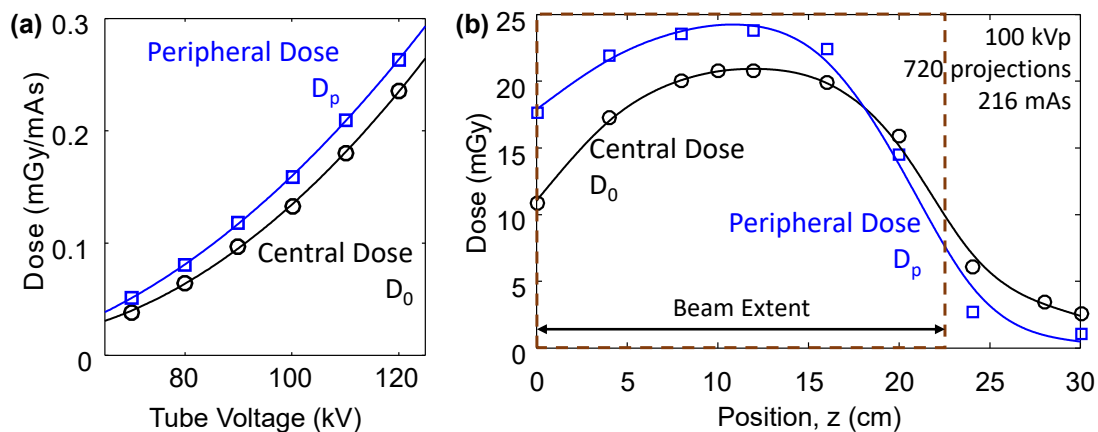 (a)
0.3
0.2
0.1
0
Dose (mGy/mAs)
Peripheral Dose
Dₚ
Central Dose
D₀
80
100
120
Tube Voltage (kV)
(b)
25
20
15
10
5
0
Dose (mGy)
100 kVp
720 projections
216 mAs
Central Dose
D₀
Peripheral Dose
Dₚ
Beam Extent
0
5
10
15
20
25
30
Position, z (cm)